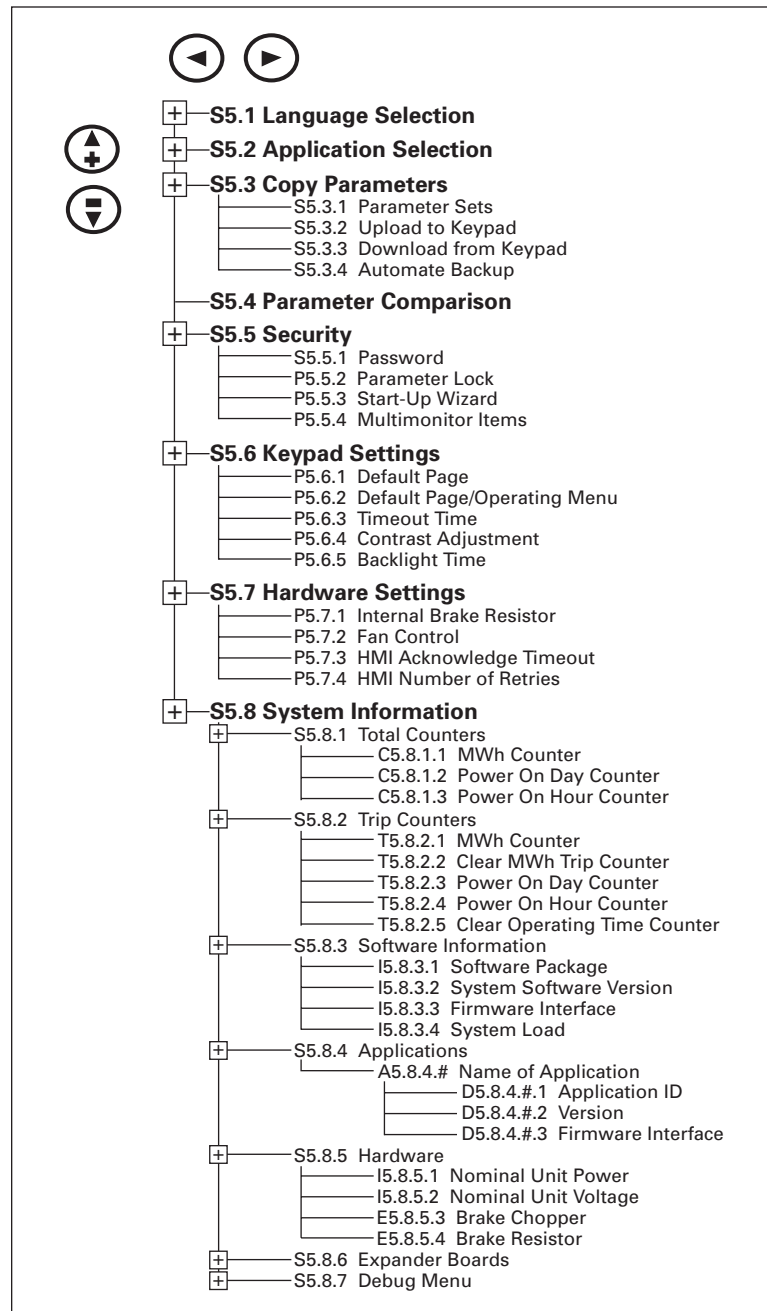 S5.1 Language Selection
S5.2 Application Selection
S5.3 Copy Parameters
S5.3.1 Parameter Sets
S5.3.2 Upload to Keypad
S5.3.3 Download from Keypad
S5.3.4 Automate Backup
S5.4 Parameter Comparison
S5.5 Security
S5.5.1 Password
P5.5.2 Parameter Lock
P5.5.3 Start-Up Wizard
P5.5.4 Multimonitor Items
S5.6 Keypad Settings
P5.6.1 Default Page
P5.6.2 Default Page/Operating Menu
P5.6.3 Timeout Time
P5.6.4 Contrast Adjustment
P5.6.5 Backlight Time
S5.7 Hardware Settings
P5.7.1 Internal Brake Resistor
P5.7.2 Fan Control
P5.7.3 HMI Acknowledge Timeout
P5.7.4 HMI Number of Retries
S5.8 System Information
S5.8.1 Total Counters
C5.8.1.1 MWh Counter
C5.8.1.2 Power On Day Counter
C5.8.1.3 Power On Hour Counter
S5.8.2 Trip Counters
T5.8.2.1 MWh Counter
T5.8.2.2 Clear MWh Trip Counter
T5.8.2.3 Power On Day Counter
T5.8.2.4 Power On Hour Counter
T5.8.2.5 Clear Operating Time Counter
S5.8.3 Software Information
I5.8.3.1 Software Package
I5.8.3.2 System Software Version
I5.8.3.3 Firmware Interface
I5.8.3.4 System Load
S5.8.4 Applications
A5.8.4.# Name of Application
D5.8.4.#.1 Application ID
D5.8.4.#.2 Version
D5.8.4.#.3 Firmware Interface
S5.8.5 Hardware
I5.8.5.1 Nominal Unit Power
I5.8.5.2 Nominal Unit Voltage
E5.8.5.3 Brake Chopper
E5.8.5.4 Brake Resistor
S5.8.6 Expander Boards
S5.8.7 Debug Menu